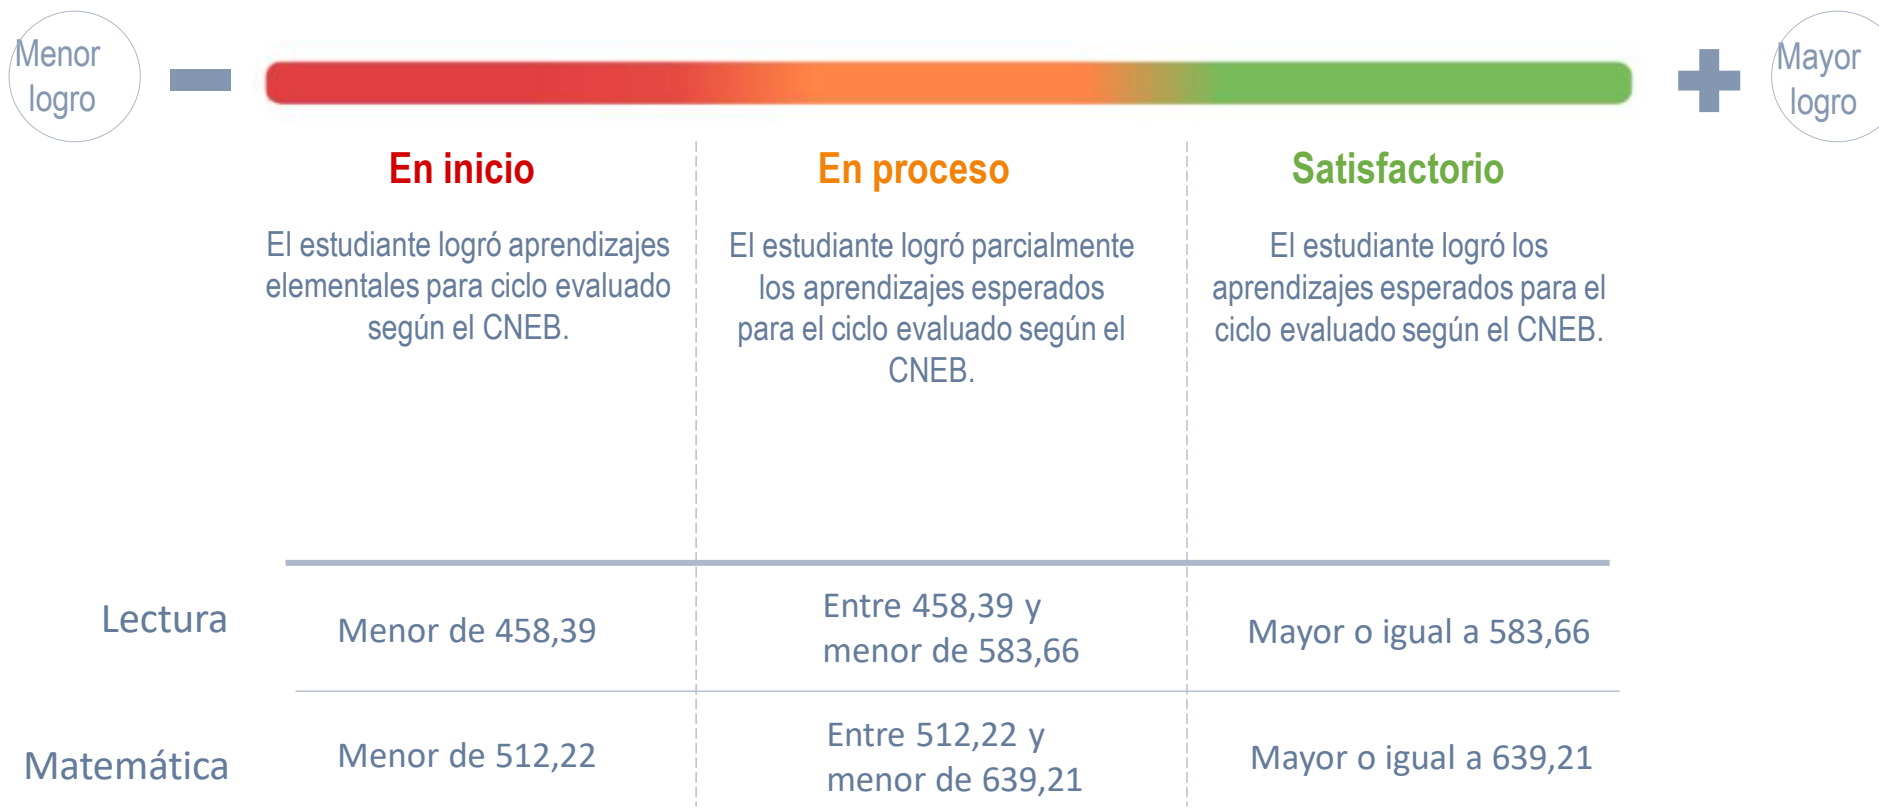 Menor
logro
Mayor
logro
En inicio
En proceso
Satisfactorio
El estudiante logró aprendizajes
elementales para ciclo evaluado
según el CNEB.
El estudiante logró parcialmente
los aprendizajes esperados
para el ciclo evaluado según el
CNEB.
El estudiante logró los
aprendizajes esperados para el
ciclo evaluado según el CNEB.
Lectura
Menor de 458,39
Entre 458,39 y
menor de 583,66
Mayor o igual a 583,66
Matemática
Menor de 512,22
Entre 512,22 y
menor de 639,21
Mayor o igual a 639,21